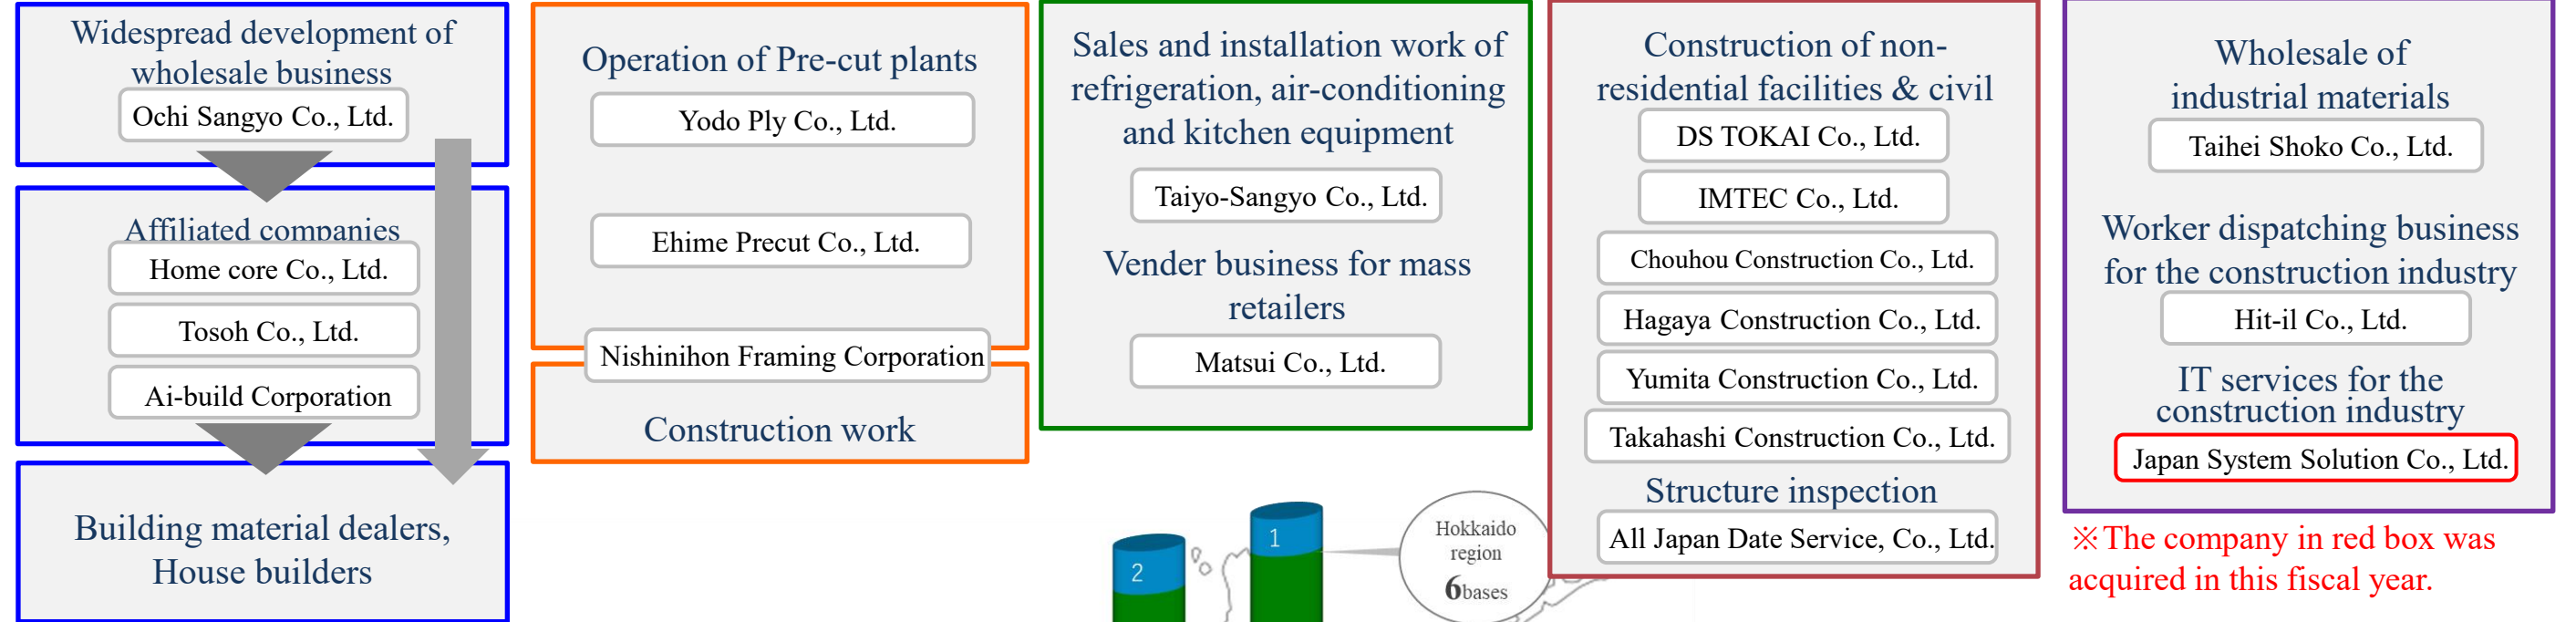 Widespread development of
wholesale business
Ochi Sangyo Co., Ltd.
Affiliated companies
Home core Co., Ltd.
Tosoh Co., Ltd.
Ai-build Corporation
Building material dealers,
House builders
Operation of Pre-cut plants
Yodo Ply Co., Ltd.
Ehime Precut Co., Ltd.
Nishinihon Framing Corporation
Construction work
Sales and installation work of
refrigeration, air-conditioning
and kitchen equipment
Taiyo-Sangyo Co., Ltd.
Vender business for mass
retailers
Matsui Co., Ltd.
2
1
Hokkaido
region
6bases
Construction of non-
residential facilities & civil
DS TOKAI Co., Ltd.
IMTEC Co., Ltd.
Chouhou Construction Co., Ltd.
Hagaya Construction Co., Ltd.
Yumita Construction Co., Ltd.
Takahashi Construction Co., Ltd.
Structure inspection
All Japan Date Service, Co., Ltd.
Wholesale of
industrial materials
Taihei Shoko Co., Ltd.
Worker dispatching business
for the construction industry
Hit-il Co., Ltd.
IT services for the
construction industry
Japan System Solution Co., Ltd.
※The company in red box was
acquired in this fiscal year.